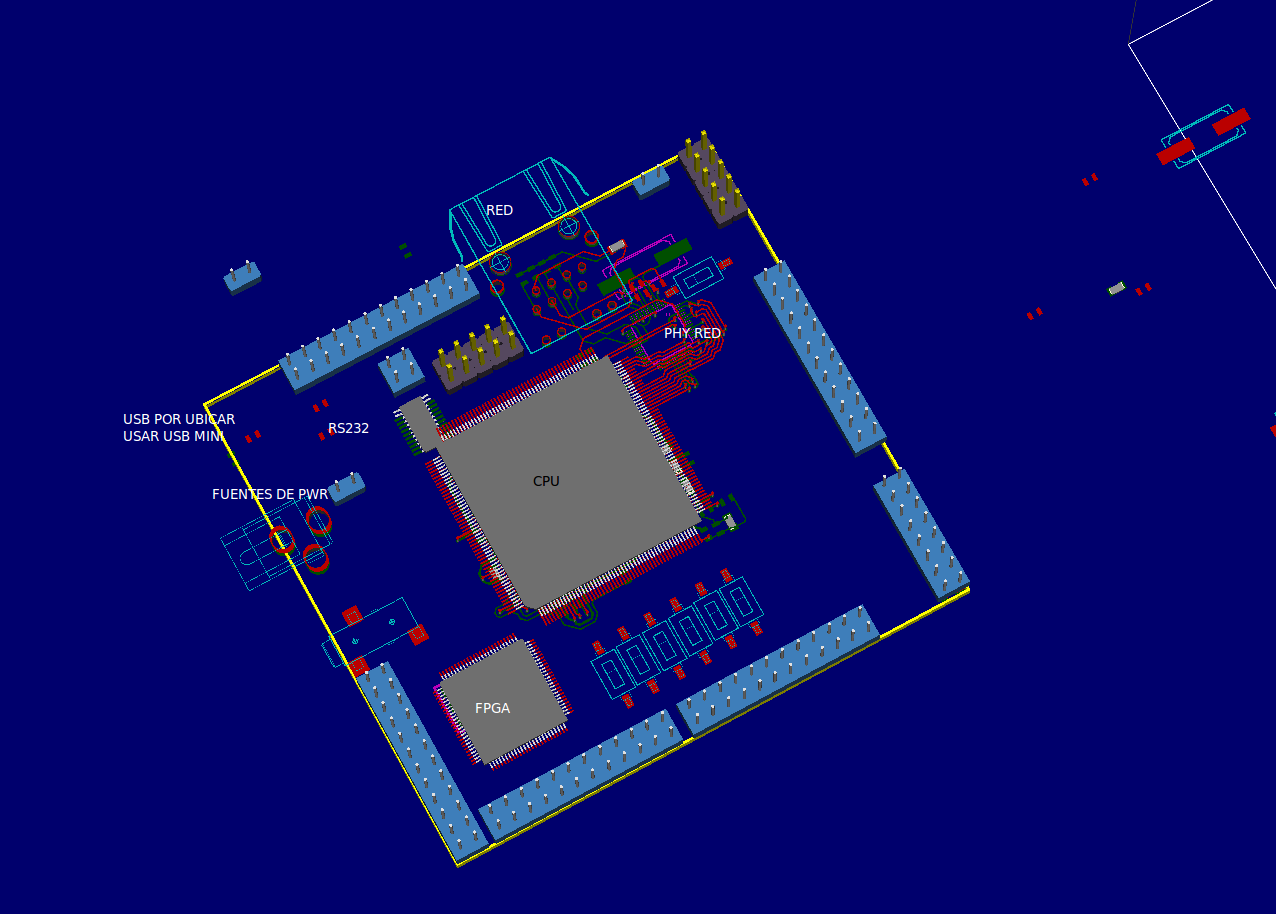 RED
PHY RED
USB POR UBICAR
USAR USB MINI
RS232
CPU
FUENTES DE PWR
FPGA